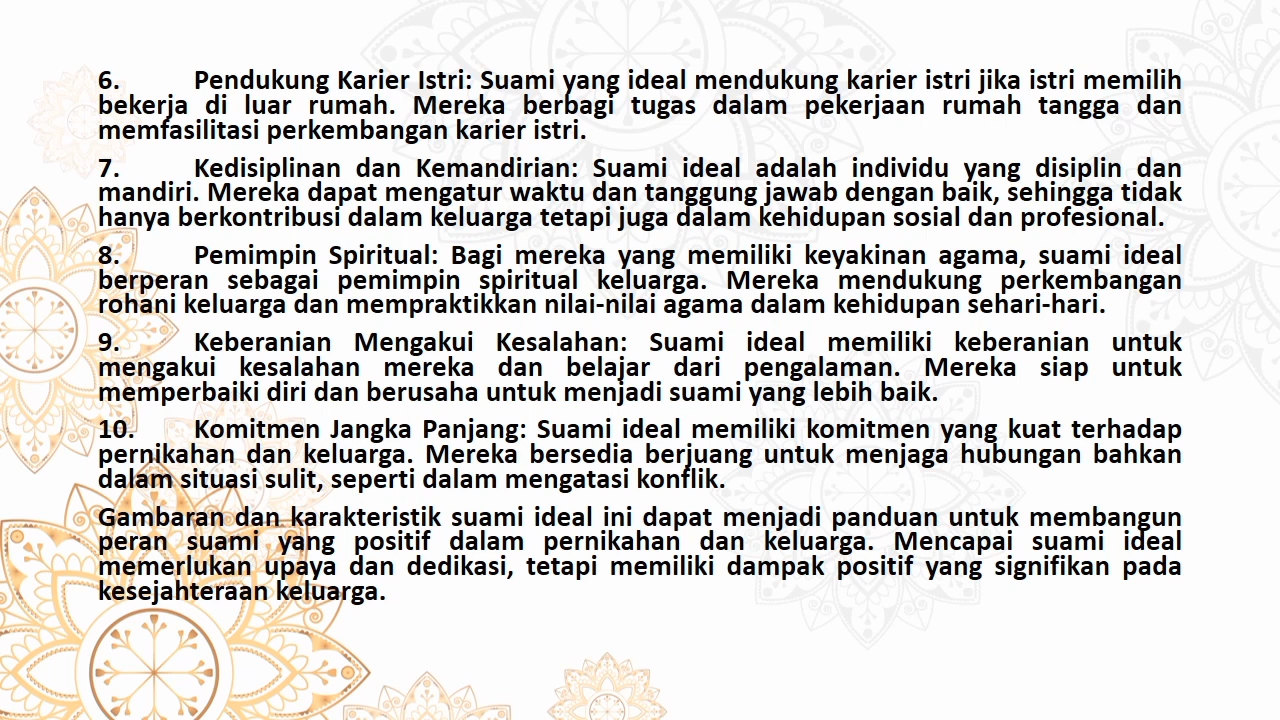 6. Pendukung Karier Istri: Suami yang ideal mendukung karier istri jika istri memilih
bekerja di luar rumah. Mereka berbagi tugas dalam pekerjaan rumah tangga dan
memfasilitasi perkembangan karier istri.
7. Kedisiplinan dan Kemandirian: Suami ideal adalah individu yang disiplin dan
mandiri. Mereka dapat mengatur waktu dan tanggung jawab dengan baik, sehingga tidak
hanya berkontribusi dalam keluarga tetapi juga dalam kehidupan sosial dan profesional.
8. Pemimpin Spiritual: Bagi mereka yang memiliki keyakinan agama, suami ideal
berperan sebagai pemimpin spiritual keluarga. Mereka mendukung perkembangan
rohani keluarga dan mempraktikkan nilai-nilai agama dalam kehidupan sehari-hari.
9. Keberanian Mengakui Kesalahan: Suami ideal memiliki keberanian untuk
mengakui kesalahan mereka dan belajar dari pengalaman. Mereka siap untuk
memperbaiki diri dan berusaha untuk menjadi suami yang lebih baik.
10. Komitmen Jangka Panjang: Suami ideal memiliki komitmen yang kuat terhadap
pernikahan dan keluarga. Mereka bersedia berjuang untuk menjaga hubungan bahkan
dalam situasi sulit, seperti dalam mengatasi konflik.
Gambaran dan karakteristik suami ideal ini dapat menjadi panduan untuk membangun
peran suami yang positif dalam pernikahan dan keluarga. Mencapai suami ideal
memerlukan upaya dan dedikasi, tetapi memiliki dampak positif yang signifikan pada
kesejahteraan keluarga.